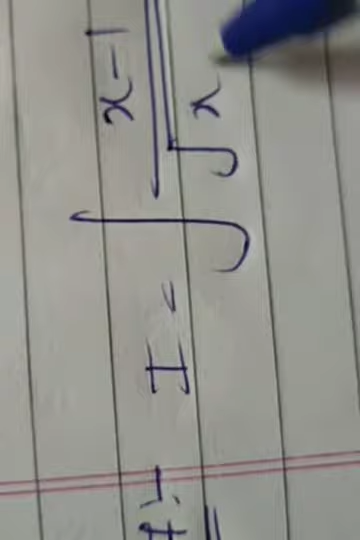 #:- I = ∫ (x-1)/√x